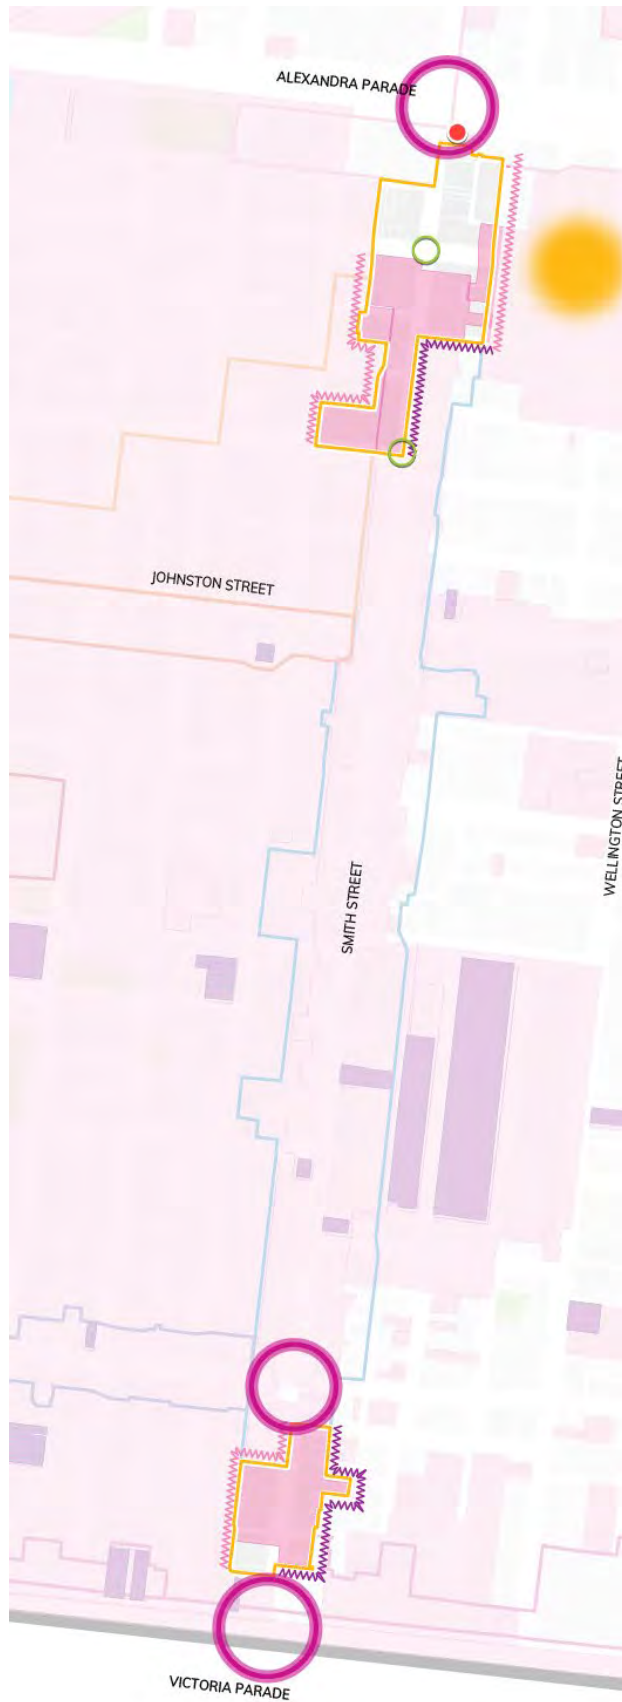 ALEXANDRA PARADE
JOHNSTON STREET
WELLINGTON STREET
SMITH STREET
VICTORIA PARADE